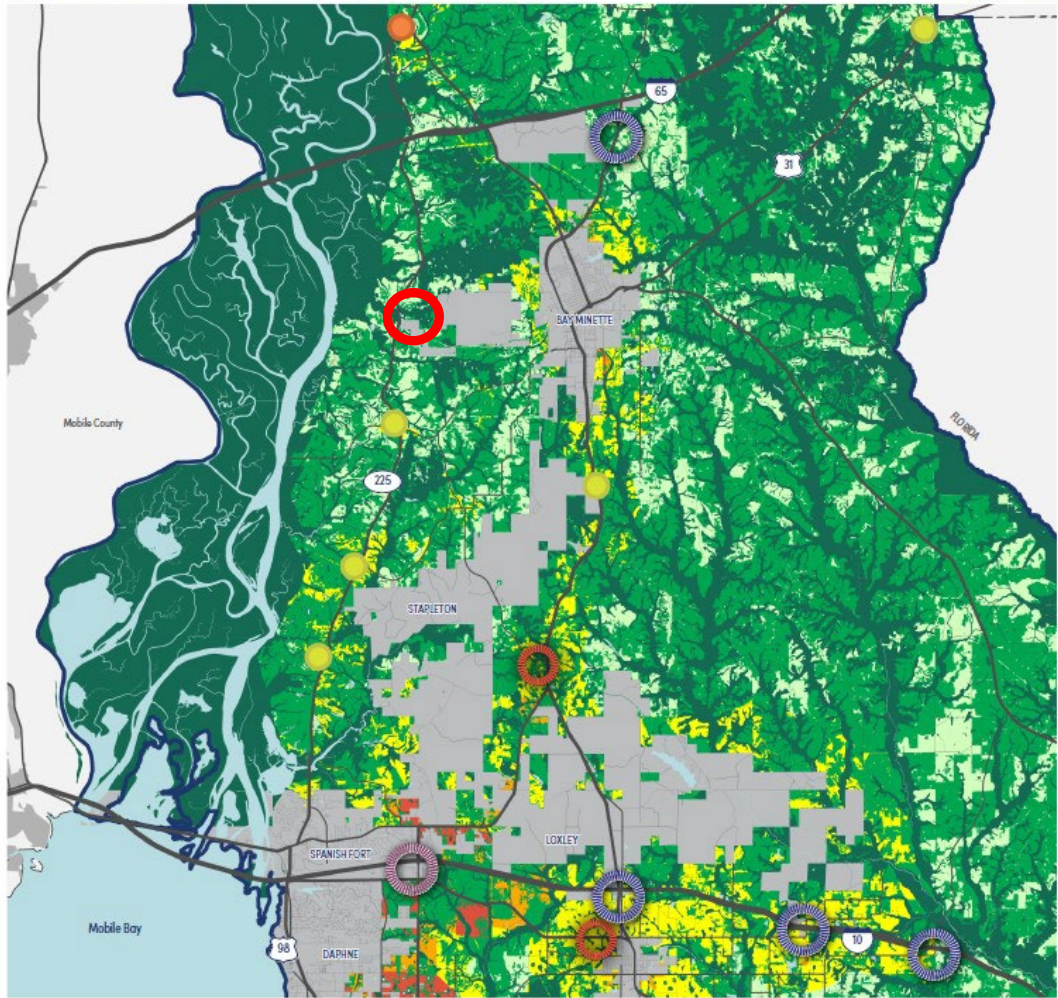 65
31
BAY MINETTE
FLORIDA
Mobile County
225
STAPLETON
LOXLEY
SPANISH FORT
Mobile Bay
98
10
DAPHNE